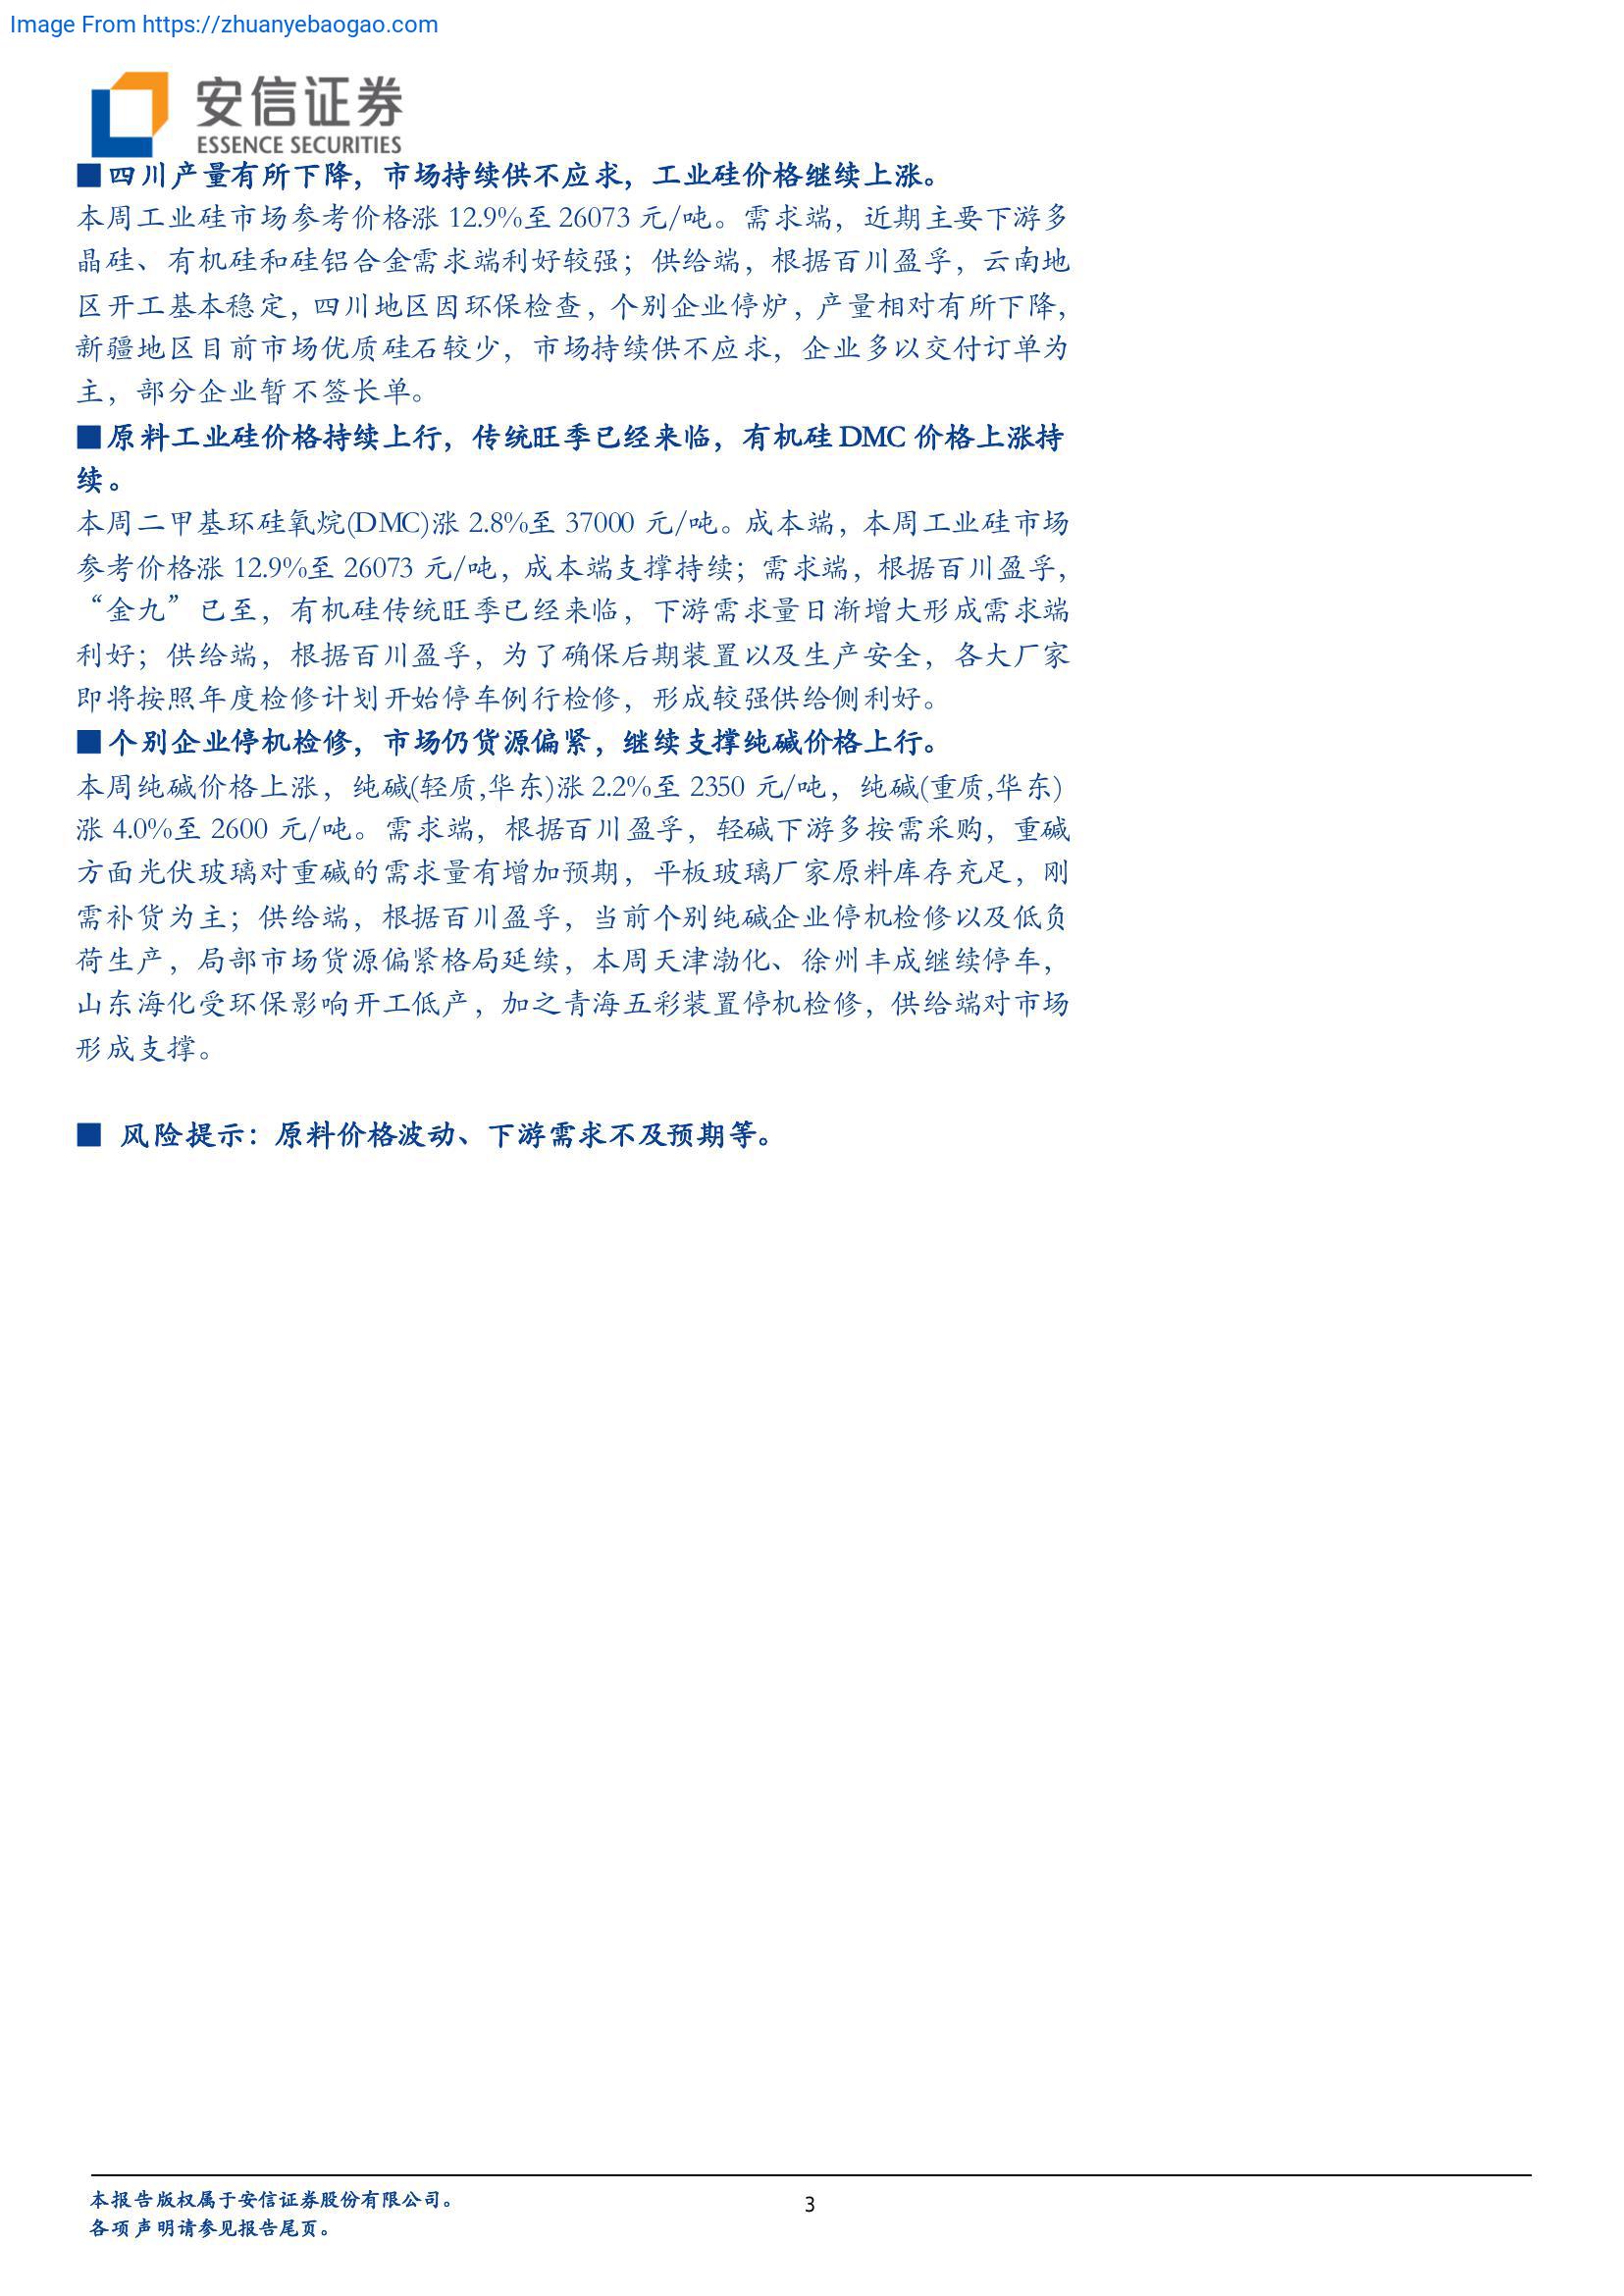 Image From https://zhuanyebaogao.com
安信证券
ESSENCE SECURITIES
■四川产量有所下降，市场持续供不应求，工业硅价格继续上涨。
本周工业硅市场参考价格涨 12.9%至 26073 元/吨。需求端，近期主要下游多
晶硅、有机硅和硅铝合金需求端利好较强；供给端，根据百川盈孚，云南地
区开工基本稳定，四川地区因环保检查，个别企业停炉，产量相对有所下降，
新疆地区目前市场优质硅石较少，市场持续供不应求，企业多以交付订单为
主，部分企业暂不签长单。
■原料工业硅价格持续上行，传统旺季已经来临，有机硅 DMC 价格上涨持
续。
本周二甲基环硅氧烷(DMC)涨 2.8%至 37000 元/吨。成本端，本周工业硅市场
参考价格涨 12.9%至 26073 元/吨，成本端支撑持续；需求端，根据百川盈孚，
“金九”已至，有机硅传统旺季已经来临，下游需求量日渐增大形成需求端
利好；供给端，根据百川盈孚，为了确保后期装置以及生产安全，各大厂家
即将按照年度检修计划开始停车例行检修，形成较强供给侧利好。
■个别企业停机检修，市场仍货源偏紧，继续支撑纯碱价格上行。
本周纯碱价格上涨，纯碱(轻质,华东)涨 2.2%至 2350 元/吨，纯碱(重质,华东)
涨 4.0%至 2600 元/吨。需求端，根据百川盈孚，轻碱下游多按需采购，重碱
方面光伏玻璃对重碱的需求量有增加预期，平板玻璃厂家原料库存充足，刚
需补货为主；供给端，根据百川盈孚，当前个别纯碱企业停机检修以及低负
荷生产，局部市场货源偏紧格局延续，本周天津渤化、徐州丰成继续停车，
山东海化受环保影响开工低产，加之青海五彩装置停机检修，供给端对市场
形成支撑。
■ 风险提示：原料价格波动、下游需求不及预期等。
本报告版权属于安信证券股份有限公司。
3
各项声明请参见报告尾页。